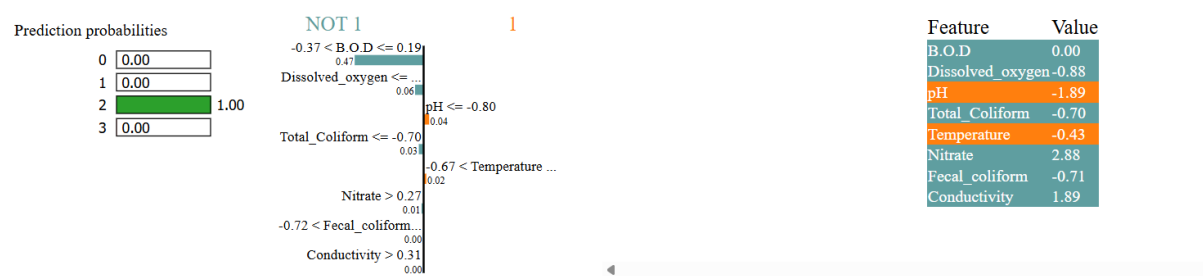 Prediction probabilities
0 0.00
1 0.00
2 1.00
3 0.00
NOT 1 1
-0.37 < B.O.D <= 0.19
0.47
Dissolved_oxygen <= ...
0.06
pH <= -0.80
0.04
Total_Coliform <= -0.70
0.03
-0.67 < Temperature ...
0.02
Nitrate > 0.27
0.01
-0.72 < Fecal_coliform...
0.00
Conductivity > 0.31
0.00
Feature Value
B.O.D 0.00
Dissolved_oxygen -0.88
pH -1.89
Total_Coliform -0.70
Temperature -0.43
Nitrate 2.88
Fecal_coliform -0.71
Conductivity 1.89